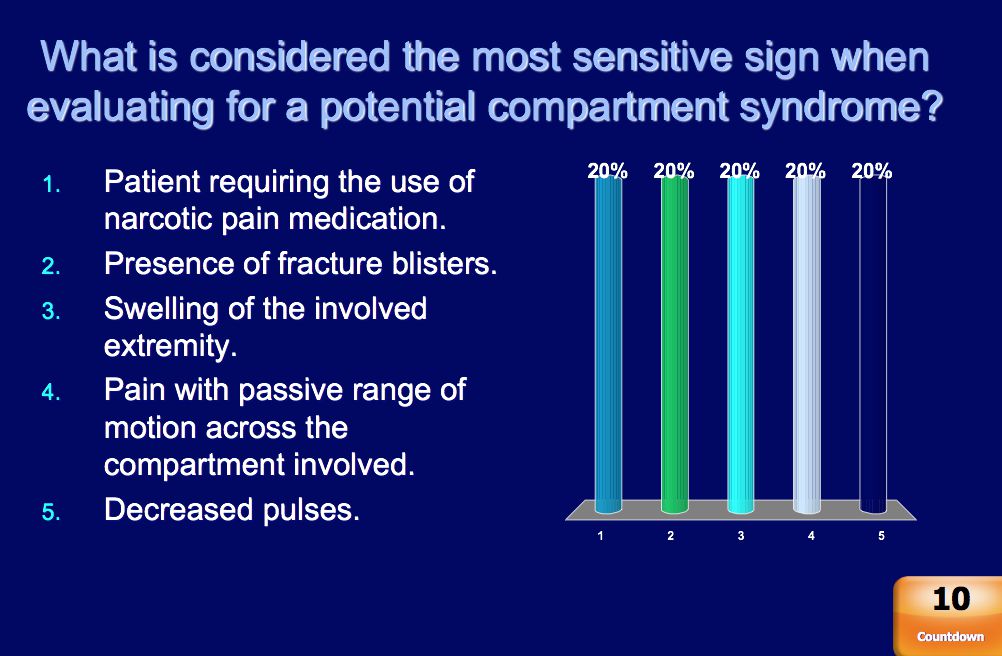 What is considered the most sensitive sign when
evaluating for a potential compartment syndrome?
1. Patient requiring the use of
narcotic pain medication.
2. Presence of fracture blisters.
3. Swelling of the involved
extremity.
4. Pain with passive range of
motion across the
compartment involved.
5. Decreased pulses.
20% 20% 20% 20% 20%
1 2 3 4 5
10
Countdown